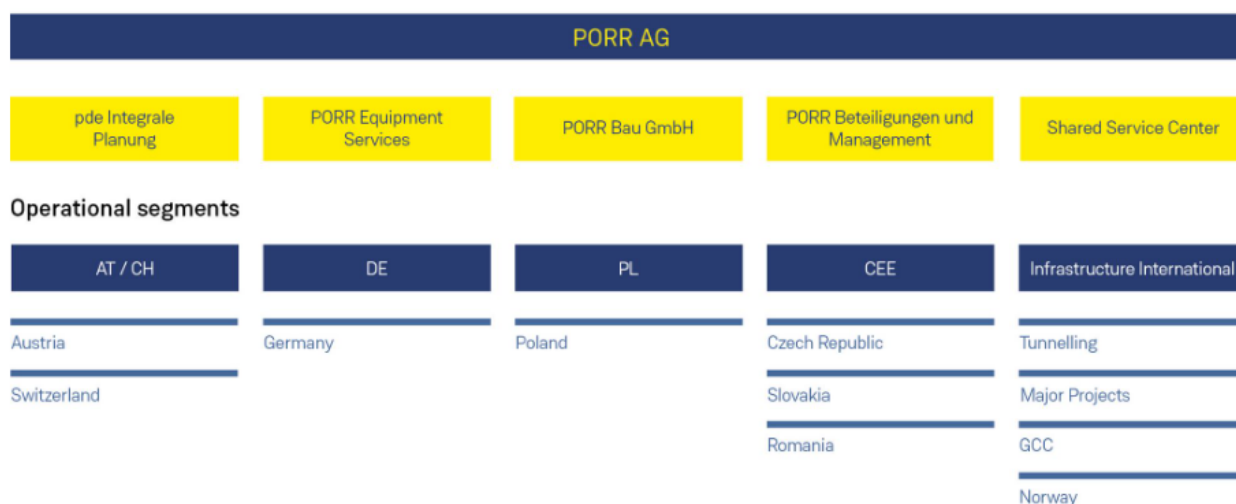 PORR AG
pde Integrale
Planung
PORR Equipment
Services
PORR Bau GmbH
PORR Beteiligungen und
Management
Shared Service Center
Operational segments
AT / CH
DE
PL
CEE
Infrastructure International
Austria
Germany
Poland
Czech Republic
Tunnelling
Switzerland
Slovakia
Major Projects
Romania
GCC
Norway